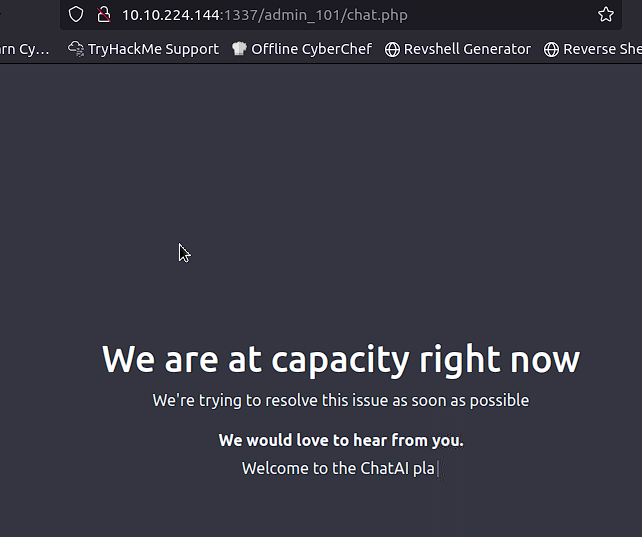 10.10.224.144:1337/admin_101/chat.php
arn Cy… TryHackMe Support Offline CyberChef Revshell Generator Reverse She
We are at capacity right now
We're trying to resolve this issue as soon as possible
We would love to hear from you.
Welcome to the ChatAI pla